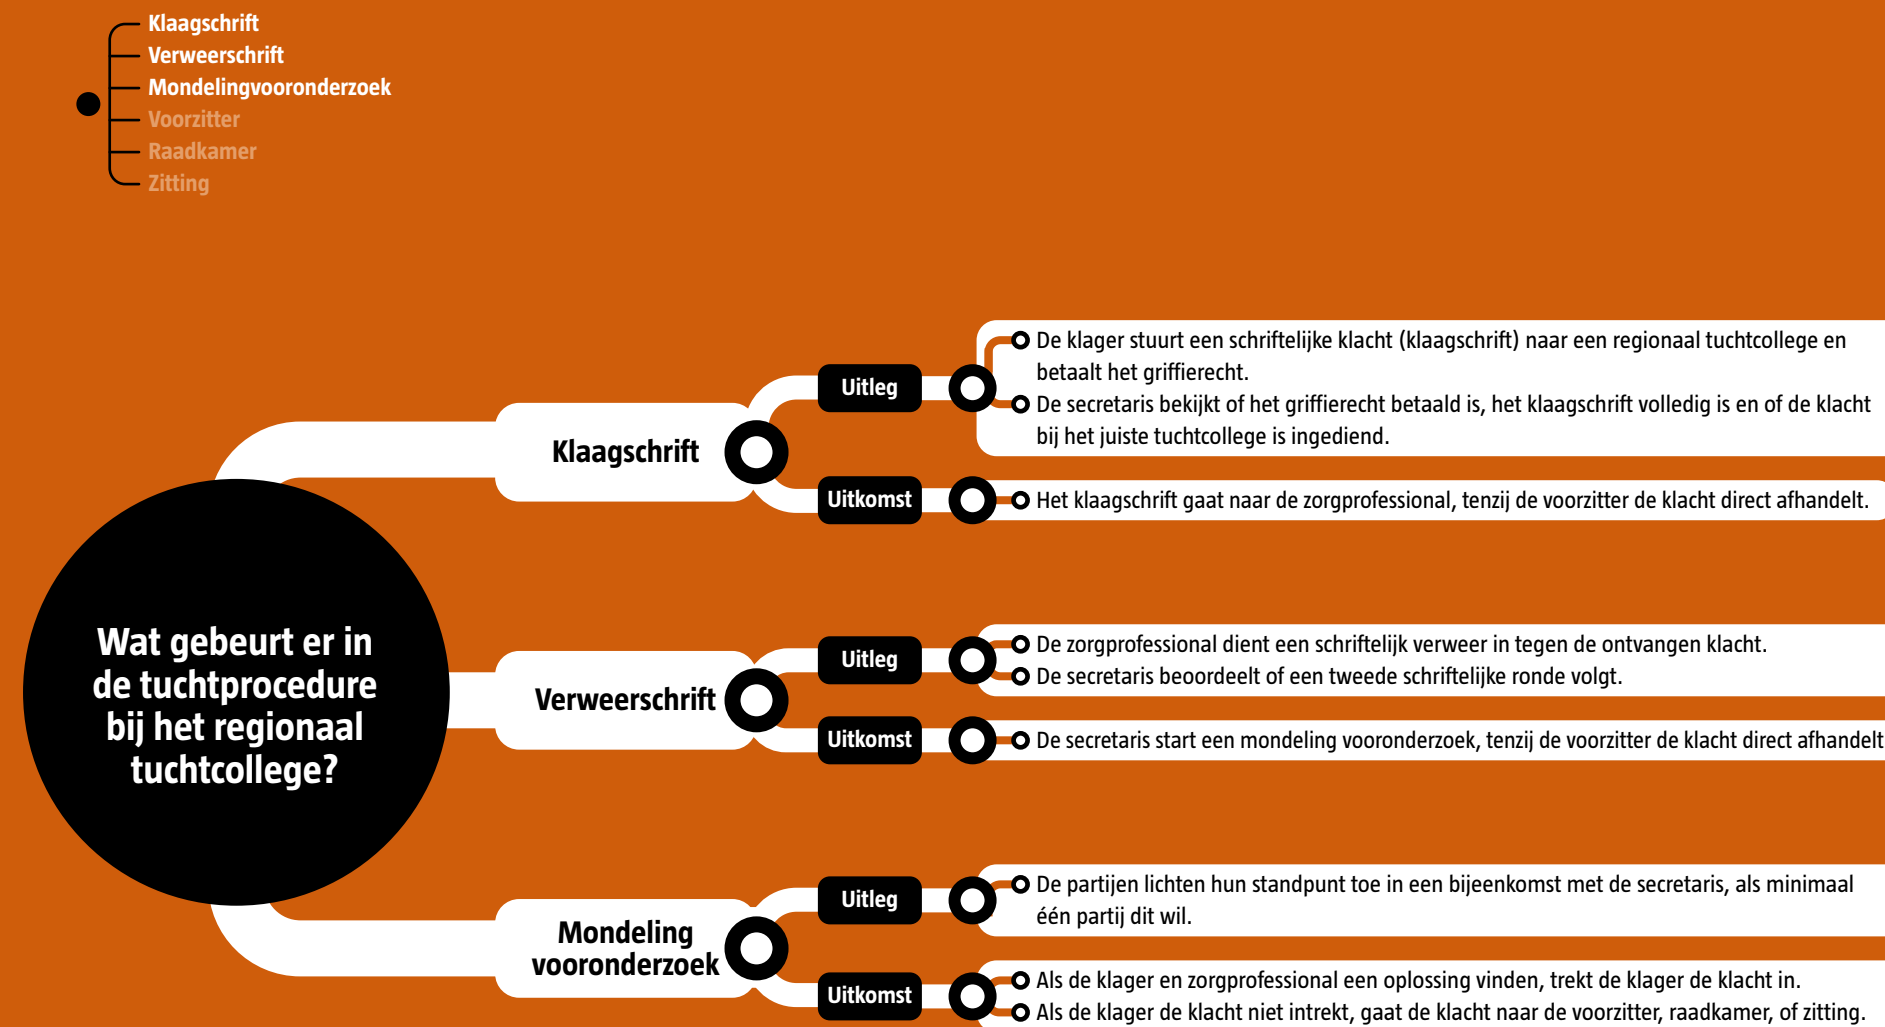 Klaagschrift
Verweerschrift
Mondelingvooronderzoek
Voorzitter
Raadkamer
Zitting
Wat gebeurt er in
de tuchtprocedure
bij het regionaal
tuchtcollege?
Klaagschrift
Uitleg
De klager stuurt een schriftelijke klacht (klaagschrift) naar een regionaal tuchtcollege en
betaalt het griffierecht.
De secretaris bekijkt of het griffierecht betaald is, het klaagschrift volledig is en of de klacht
bij het juiste tuchtcollege is ingediend.
Uitkomst
Het klaagschrift gaat naar de zorgprofessional, tenzij de voorzitter de klacht direct afhandelt.
Verweerschrift
Uitleg
De zorgprofessional dient een schriftelijk verweer in tegen de ontvangen klacht.
De secretaris beoordeelt of een tweede schriftelijke ronde volgt.
Uitkomst
De secretaris start een mondeling vooronderzoek, tenzij de voorzitter de klacht direct afhandelt
Mondeling
vooronderzoek
Uitleg
De partijen lichten hun standpunt toe in een bijeenkomst met de secretaris, als minimaal
één partij dit wil.
Uitkomst
Als de klager en zorgprofessional een oplossing vinden, trekt de klager de klacht in.
Als de klager de klacht niet intrekt, gaat de klacht naar de voorzitter, raadkamer, of zitting.